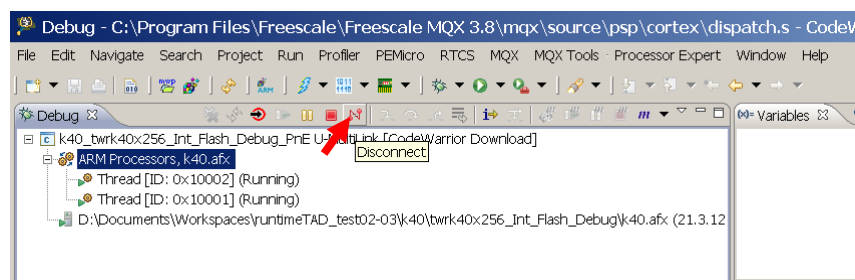 Debug - C:\Program Files\Freescale\Freescale MQX 3.8\mqx\source\psp\cortex\dispatch.s - CodeW
File Edit Navigate Search Project Run Profiler PEMicro RTCS MQX MQX Tools Processor Expert Window Help
Debug
Variables
k40_twrk40x256_Int_Flash_Debug_PnE U-MultiLink [CodeWarrior Download]
Disconnect
ARM Processors, k40.afx
Thread [ID: 0x10002] (Running)
Thread [ID: 0x10001] (Running)
D:\Documents\Workspaces\runtimeTAD_test02-03\k40\twrk40x256_Int_Flash_Debug\k40.afx (21.3.12